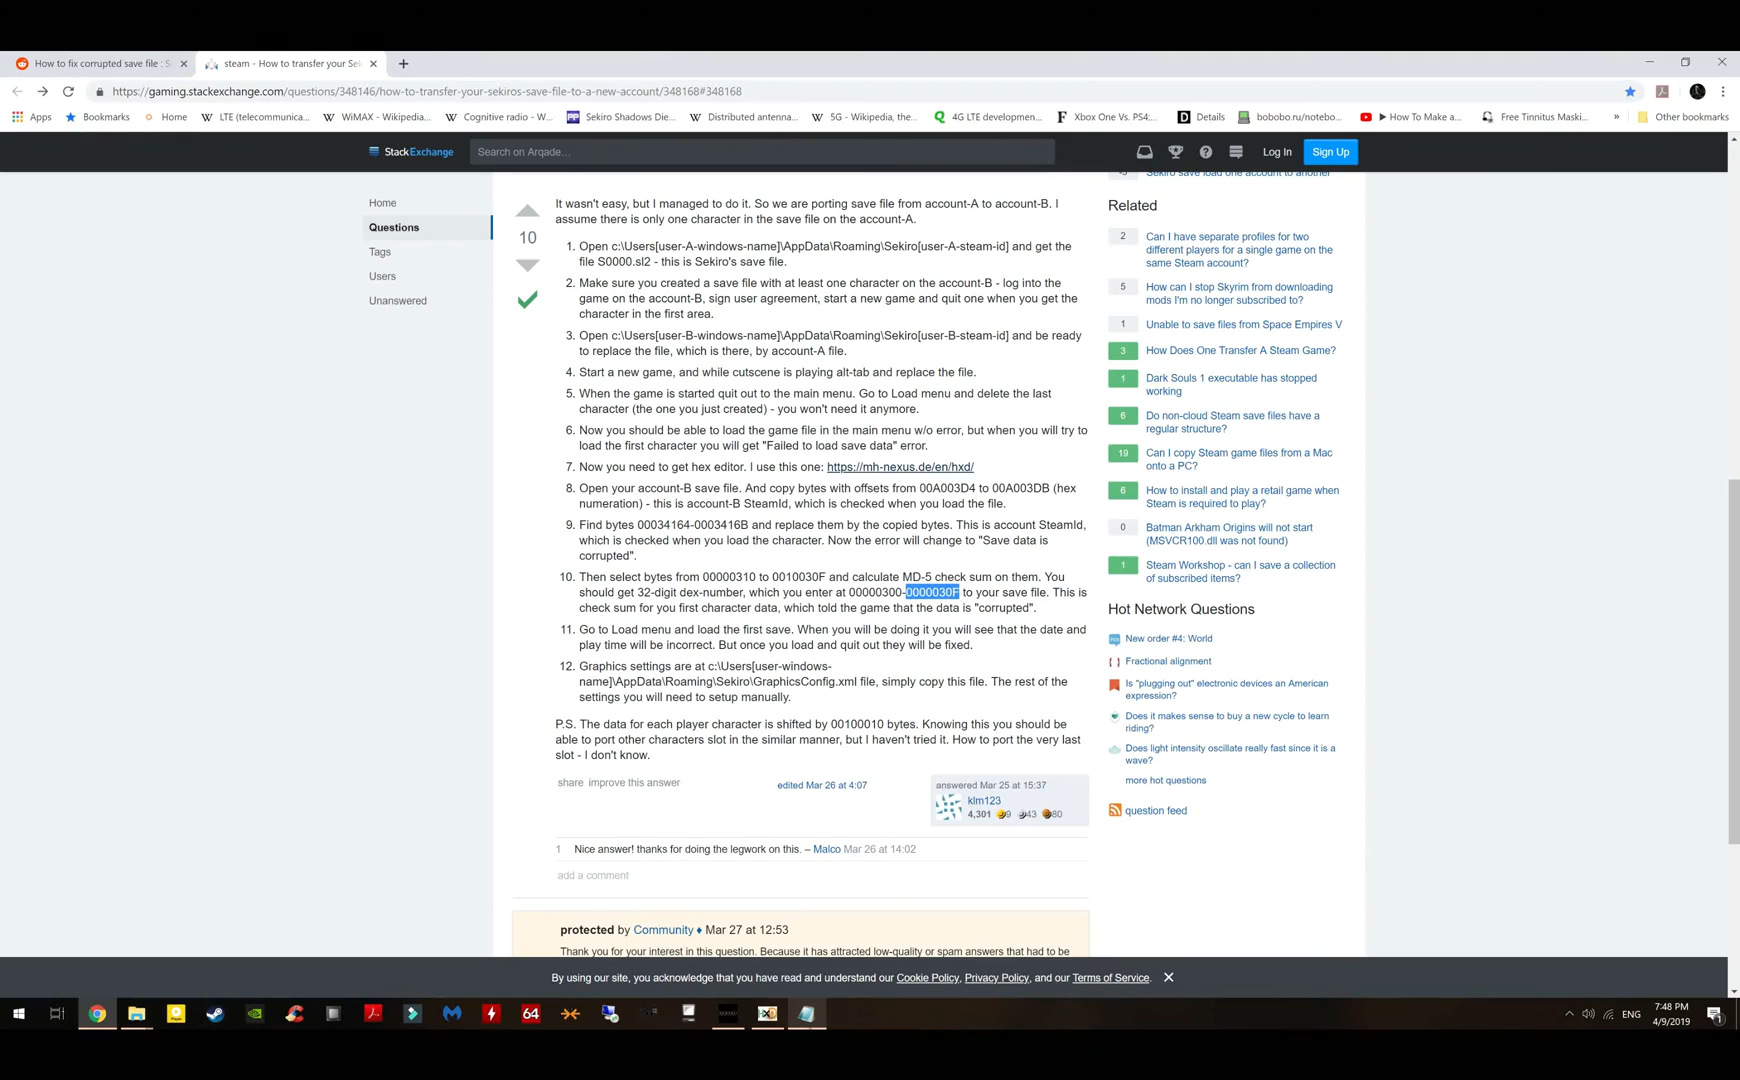 How to fix corrupted save file : S
steam - How to transfer your Sek
https://gaming.stackexchange.com/questions/348146/how-to-transfer-your-sekiros-save-file-to-a-new-account/348168#348168
Apps
Bookmarks
Home
LTE (telecommunica...
WiMAX - Wikipedia...
Cognitive radio - W...
Sekiro Shadows Die...
Distributed antenna...
5G - Wikipedia, the...
4G LTE developmen...
Xbox One Vs. PS4:...
Details
bobobo.ru/notebo...
► How To Make a...
Free Tinnitus Maski...
»
Other bookmarks
StackExchange
Search on Arqade…
Log In
Sign Up
Home
Questions
Tags
Users
Unanswered
10
It wasn't easy, but I managed to do it. So we are porting save file from account-A to account-B. I
assume there is only one character in the save file on the account-A.
1. Open c:\Users[user-A-windows-name]\AppData\Roaming\Sekiro[user-A-steam-id] and get the
file S0000.sl2 - this is Sekiro's save file.
2. Make sure you created a save file with at least one character on the account-B - log into the
game on the account-B, sign user agreement, start a new game and quit one when you get the
character in the first area.
3. Open c:\Users[user-B-windows-name]\AppData\Roaming\Sekiro[user-B-steam-id] and be ready
to replace the file, which is there, by account-A file.
4. Start a new game, and while cutscene is playing alt-tab and replace the file.
5. When the game is started quit out to the main menu. Go to Load menu and delete the last
character (the one you just created) - you won't need it anymore.
6. Now you should be able to load the game file in the main menu w/o error, but when you will try to
load the first character you will get "Failed to load save data" error.
7. Now you need to get hex editor. I use this one: https://mh-nexus.de/en/hxd/
8. Open your account-B save file. And copy bytes with offsets from 00A003D4 to 00A003DB (hex
numeration) - this is account-B SteamId, which is checked when you load the file.
9. Find bytes 00034164-0003416B and replace them by the copied bytes. This is account SteamId,
which is checked when you load the character. Now the error will change to "Save data is
corrupted".
10. Then select bytes from 00000310 to 0010030F and calculate MD-5 check sum on them. You
should get 32-digit dex-number, which you enter at 00000300-0000030F to your save file. This is
check sum for you first character data, which told the game that the data is "corrupted".
11. Go to Load menu and load the first save. When you will be doing it you will see that the date and
play time will be incorrect. But once you load and quit out they will be fixed.
12. Graphics settings are at c:\Users[user-windows-
name]\AppData\Roaming\Sekiro\GraphicsConfig.xml file, simply copy this file. The rest of the
settings you will need to setup manually.
P.S. The data for each player character is shifted by 00100010 bytes. Knowing this you should be
able to port other characters slot in the similar manner, but I haven't tried it. How to port the very last
slot - I don't know.
share improve this answer
edited Mar 26 at 4:07
answered Mar 25 at 15:37
klm123
4,301 9 43 80
1 Nice answer! thanks for doing the legwork on this. – Malco Mar 26 at 14:02
add a comment
protected by Community ♦ Mar 27 at 12:53
Thank you for your interest in this question. Because it has attracted low-quality or spam answers that had to be
Sekiro save load one account to another
Related
2 Can I have separate profiles for two
different players for a single game on the
same Steam account?
5 How can I stop Skyrim from downloading
mods I'm no longer subscribed to?
1 Unable to save files from Space Empires V
3 How Does One Transfer A Steam Game?
1 Dark Souls 1 executable has stopped
working
6 Do non-cloud Steam save files have a
regular structure?
19 Can I copy Steam game files from a Mac
onto a PC?
6 How to install and play a retail game when
Steam is required to play?
0 Batman Arkham Origins will not start
(MSVCR100.dll was not found)
1 Steam Workshop - can I save a collection
of subscribed items?
Hot Network Questions
New order #4: World
Fractional alignment
Is "plugging out" electronic devices an American
expression?
Does it makes sense to buy a new cycle to learn
riding?
Does light intensity oscillate really fast since it is a
wave?
more hot questions
question feed
By using our site, you acknowledge that you have read and understand our Cookie Policy, Privacy Policy, and our Terms of Service.
64
ENG
7:48 PM
4/9/2019